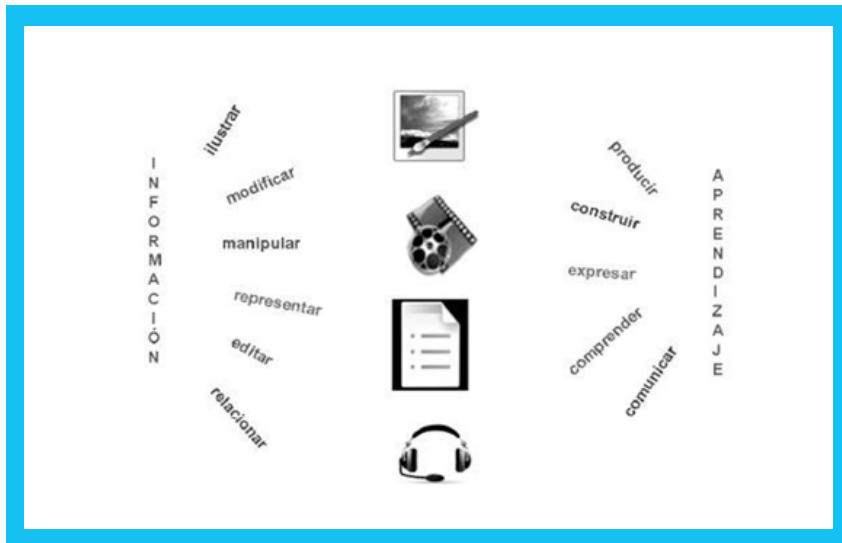 INFORMACIÓN
ilustrar
modificar
manipular
representar
editar
relacionar
producir
construir
expresar
comprender
comunicar
APRENDIZAJE